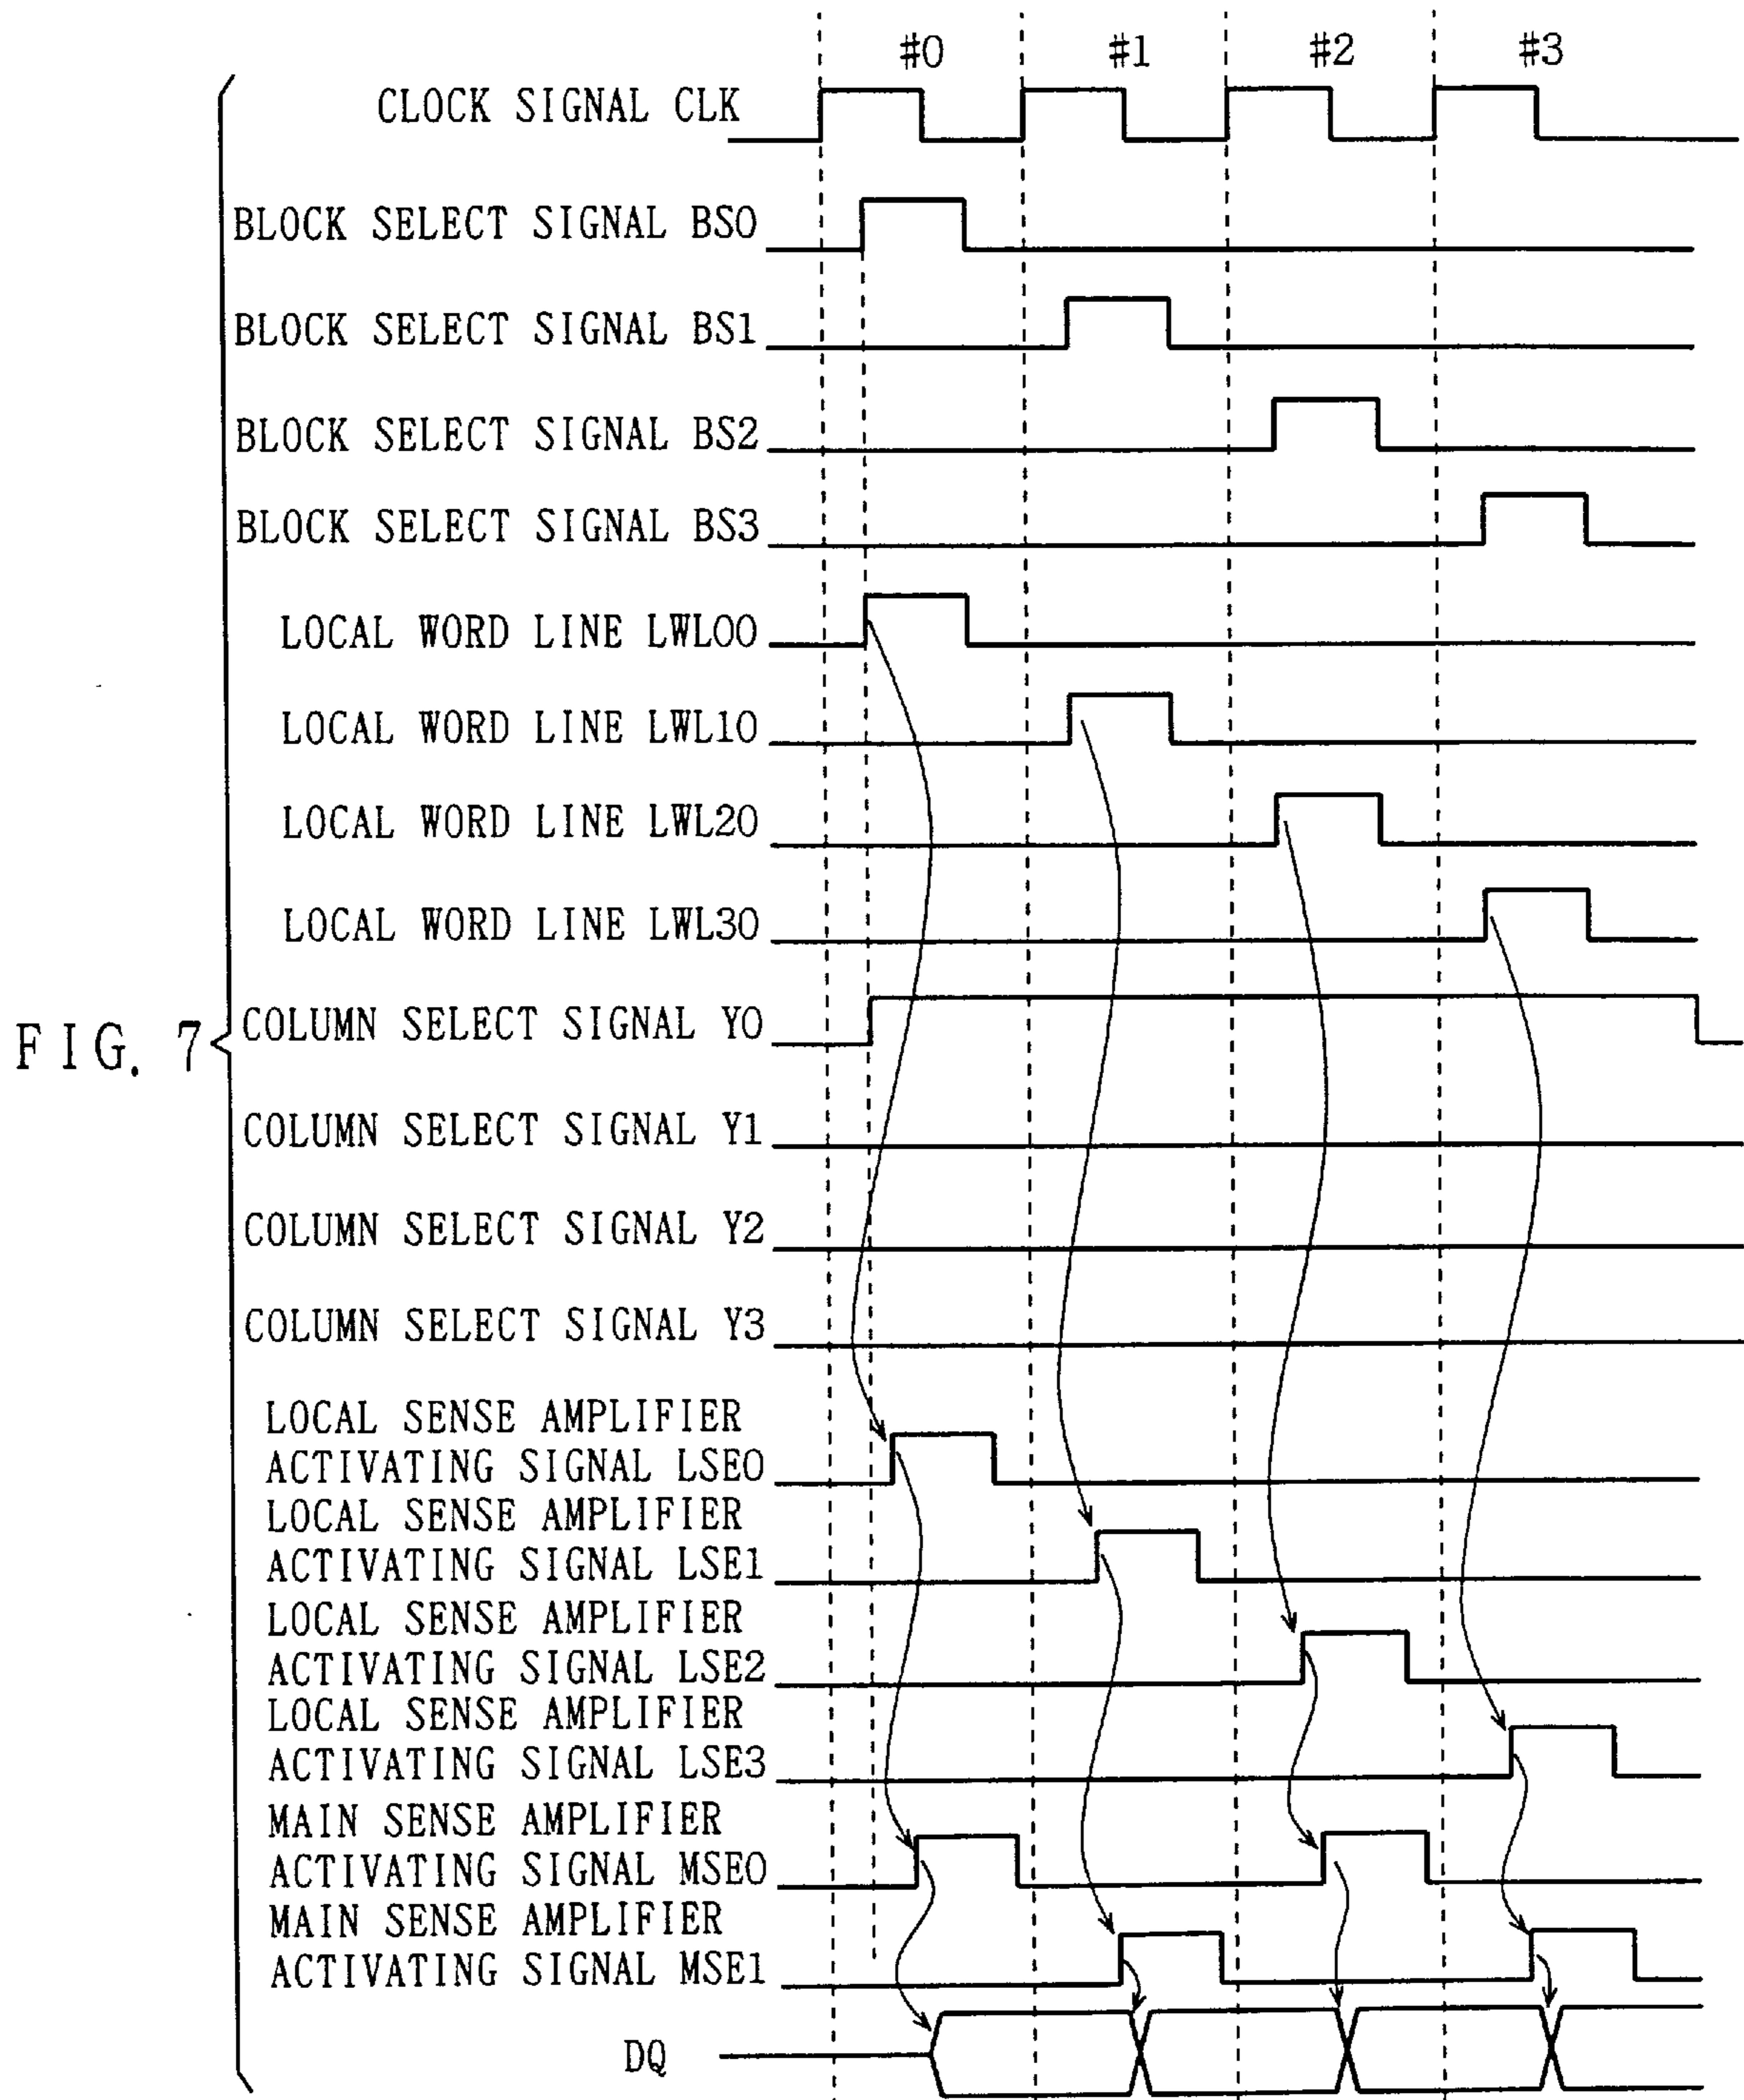 #0 #1 #2 #3
CLOCK SIGNAL CLK
BLOCK SELECT SIGNAL BS0
BLOCK SELECT SIGNAL BS1
BLOCK SELECT SIGNAL BS2
BLOCK SELECT SIGNAL BS3
LOCAL WORD LINE LWL00
LOCAL WORD LINE LWL10
LOCAL WORD LINE LWL20
LOCAL WORD LINE LWL30
FIG. 7
COLUMN SELECT SIGNAL Y0
COLUMN SELECT SIGNAL Y1
COLUMN SELECT SIGNAL Y2
COLUMN SELECT SIGNAL Y3
LOCAL SENSE AMPLIFIER
ACTIVATING SIGNAL LSE0
LOCAL SENSE AMPLIFIER
ACTIVATING SIGNAL LSE1
LOCAL SENSE AMPLIFIER
ACTIVATING SIGNAL LSE2
LOCAL SENSE AMPLIFIER
ACTIVATING SIGNAL LSE3
MAIN SENSE AMPLIFIER
ACTIVATING SIGNAL MSE0
MAIN SENSE AMPLIFIER
ACTIVATING SIGNAL MSE1
DQ